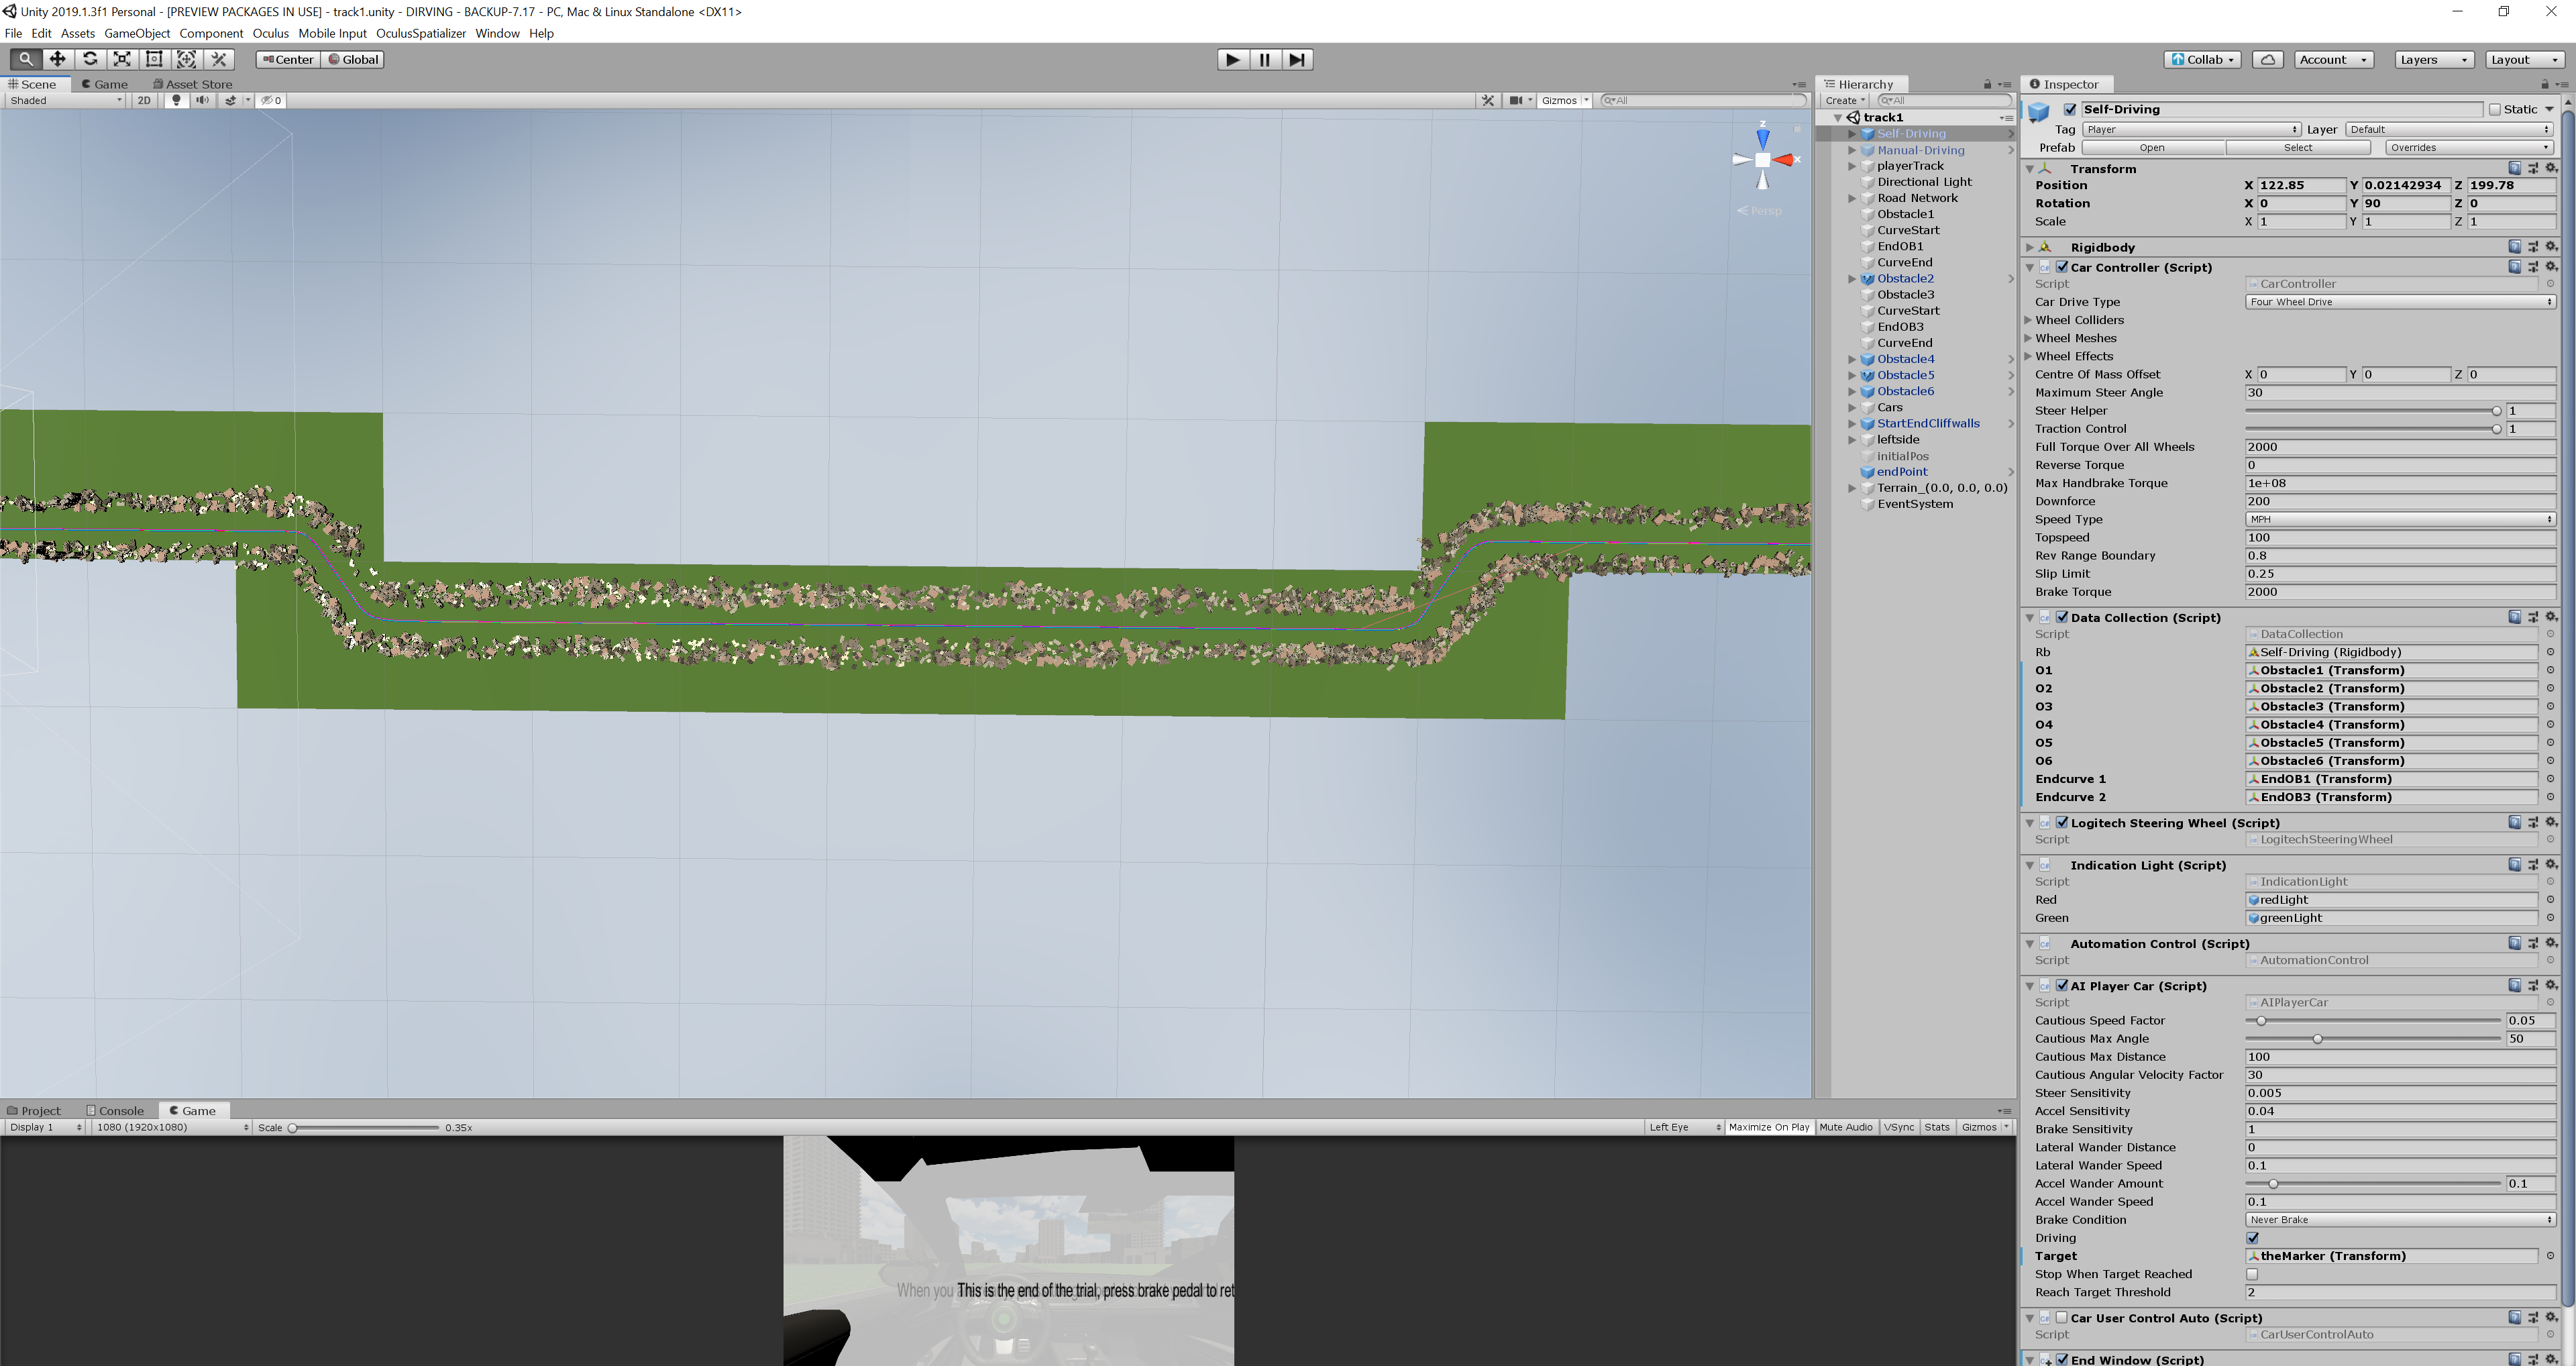 Unity 2019.1.3f1 Personal - [PREVIEW PACKAGES IN USE] - track1.unity - DIRVING - BACKUP-7.17 - PC, Mac & Linux Standalone <DX11>
File Edit Assets GameObject Component Oculus Mobile Input OculusSpatializer Window Help
Center Global Collab Account Layers Layout
Scene Game Asset Store
Shaded 2D 0 Gizmos All
z
x
Persp
Hierarchy
Create All
track1
Self-Driving
Manual-Driving
playerTrack
Directional Light
Road Network
Obstacle1
CurveStart
EndOB1
CurveEnd
Obstacle2
Obstacle3
CurveStart
EndOB3
CurveEnd
Obstacle4
Obstacle5
Obstacle6
Cars
StartEndCliffwalls
leftside
initialPos
endPoint
Terrain_(0.0, 0.0, 0.0)
EventSystem
Inspector
Self-Driving Static
Tag Player Layer Default
Prefab Open Select Overrides
Transform
Position X 122.85 Y 0.02142934 Z 199.78
Rotation X 0 Y 90 Z 0
Scale X 1 Y 1 Z 1
Rigidbody
Car Controller (Script)
Script CarController
Car Drive Type Four Wheel Drive
Wheel Colliders
Wheel Meshes
Wheel Effects
Centre Of Mass Offset X 0 Y 0 Z 0
Maximum Steer Angle 30
Steer Helper 1
Traction Control 1
Full Torque Over All Wheels 2000
Reverse Torque 0
Max Handbrake Torque 1e+08
Downforce 200
Speed Type MPH
Topspeed 100
Rev Range Boundary 0.8
Slip Limit 0.25
Brake Torque 2000
Data Collection (Script)
Script DataCollection
Rb Self-Driving (Rigidbody)
O1 Obstacle1 (Transform)
O2 Obstacle2 (Transform)
O3 Obstacle3 (Transform)
O4 Obstacle4 (Transform)
O5 Obstacle5 (Transform)
O6 Obstacle6 (Transform)
Endcurve 1 EndOB1 (Transform)
Endcurve 2 EndOB3 (Transform)
Logitech Steering Wheel (Script)
Script LogitechSteeringWheel
Indication Light (Script)
Script IndicationLight
Red redLight
Green greenLight
Automation Control (Script)
Script AutomationControl
AI Player Car (Script)
Script AIPlayerCar
Cautious Speed Factor 0.05
Cautious Max Angle 50
Cautious Max Distance 100
Cautious Angular Velocity Factor 30
Steer Sensitivity 0.005
Accel Sensitivity 0.04
Brake Sensitivity 1
Lateral Wander Distance 0
Lateral Wander Speed 0.1
Accel Wander Amount 0.1
Accel Wander Speed 0.1
Brake Condition Never Brake
Driving
Target theMarker (Transform)
Stop When Target Reached
Reach Target Threshold 2
Car User Control Auto (Script)
Script CarUserControlAuto
End Window (Script)
Project Console Game
Display 1 1080 (1920x1080) Scale 0.35x Left Eye Maximize On Play Mute Audio VSync Stats Gizmos
When you
This is the end of the trial, press brake pedal to ret